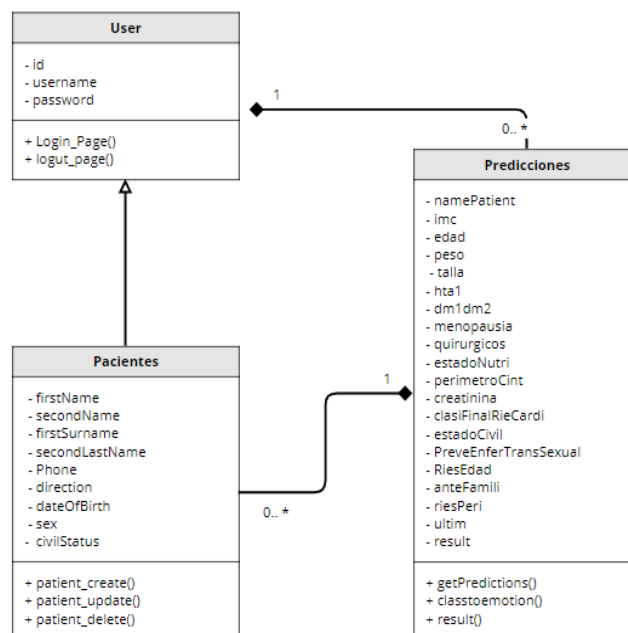 User
- id
- username
- password
+ Login_Page()
+ logut_page()
1
0.. *
Predicciones
- namePatient
- imc
- edad
- peso
- talla
- hta1
- dm1dm2
- menopausia
- quirurgicos
- estadoNutri
- perimetroCint
- creatinina
- clasiFinalRieCardi
- estadoCivil
- PreveEnferTransSexual
- RiesEdad
- anteFamili
- riesPeri
- ultim
- result
+ getPredictions()
+ classtoemotion()
+ result()
1
0.. *
Pacientes
- firstName
- secondName
- firstSurname
- secondLastName
- Phone
- direction
- dateOfBirth
- sex
- civilStatus
+ patient_create()
+ patient_update()
+ patient_delete()